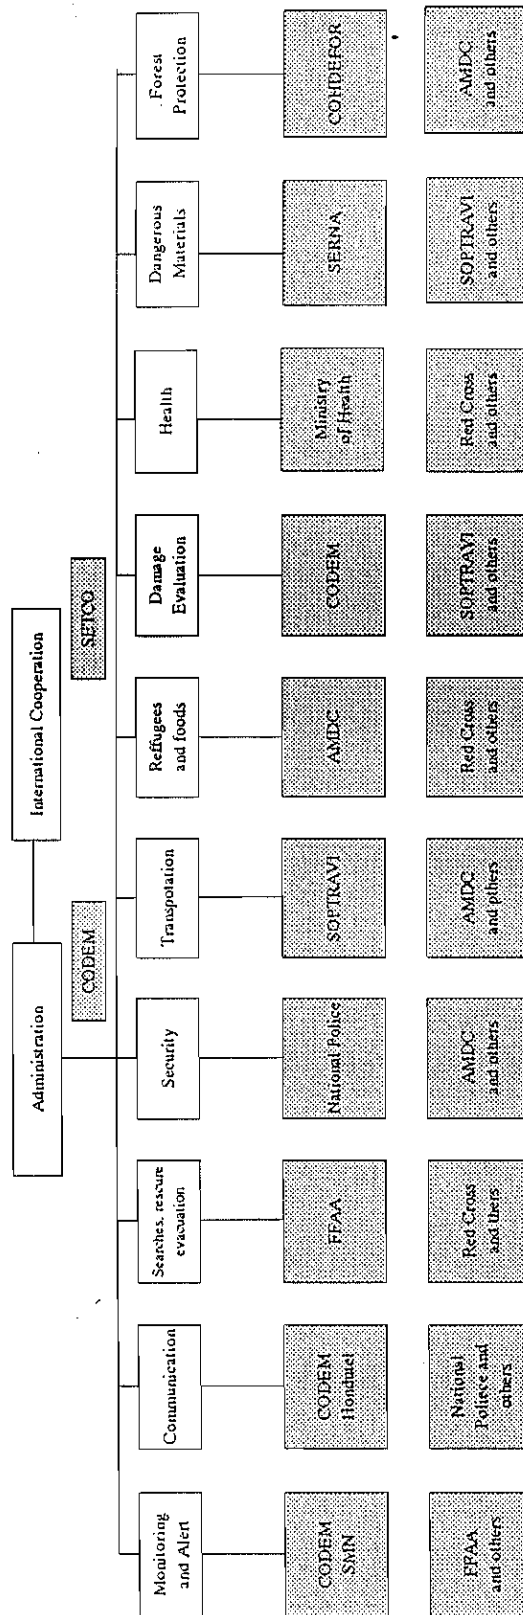 Administration
International Cooperation
CODEM
SETCO
Monitoring
and Alert
Communication
Searches, rescure
evacuation
Security
Transpotation
Reffugees
and foods
Damage
Evaluation
Health
Dangerous
Materials
Forest
Protection
CODEM
SMN
CODEM
Hondutel
FFAA
National Police
SOPTRAVI
AMDC
CODEM
Ministry
of Health
SERNA
COHDEFOR
FFAA
and others
National
Poliece and
others
Red Cross
and thers
AMDC
and others
AMDC
and others
Red Cross
and others
SOPTRAVI
and others
Red Cross
and others
SOPTRAVI
and others
AMDC
and others